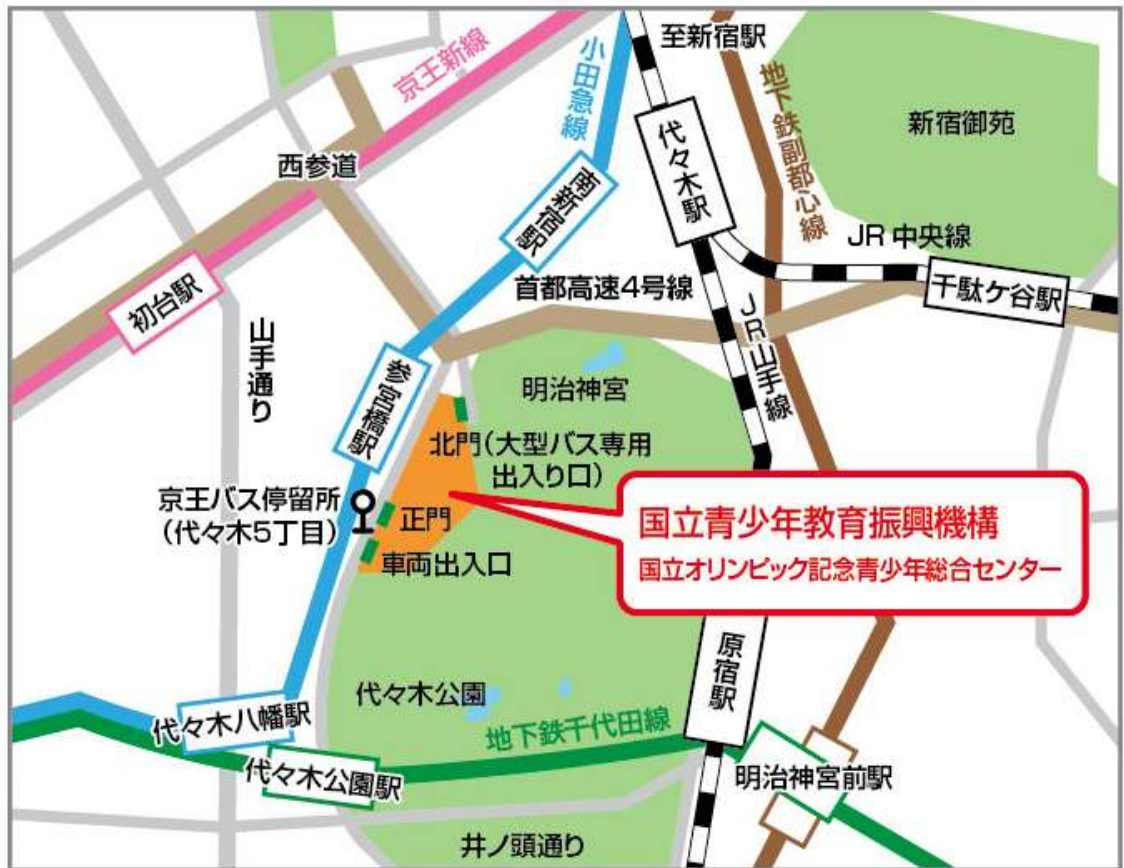 至新宿駅
京王新線
小田急線
地下鉄副都心線
新宿御苑
代々木駅
西参道
南新宿駅
JR中央線
初台駅
首都高速4号線
千駄ケ谷駅
山手通り
JR山手線
参宮橋駅
明治神宮
北門(大型バス専用
出入り口)
京王バス停留所
(代々木5丁目)
正門
車両出入口
国立青少年教育振興機構
国立オリンピック記念青少年総合センター
原宿駅
代々木公園
代々木八幡駅
地下鉄千代田線
代々木公園駅
明治神宮前駅
井ノ頭通り